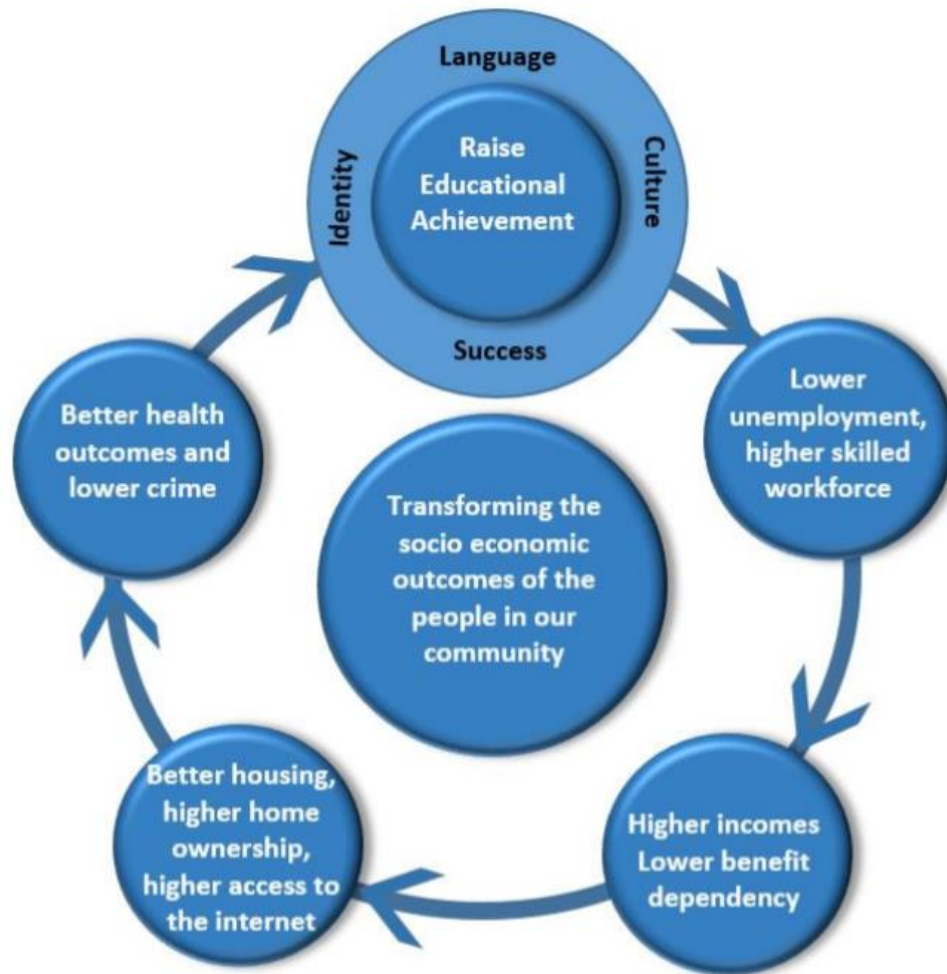 Language
Identity
Culture
Success
Raise
Educational
Achievement
Lower
unemployment,
higher skilled
workforce
Higher incomes
Lower benefit
dependency
Better housing,
higher home
ownership,
higher access to
the internet
Better health
outcomes and
lower crime
Transforming the
socio economic
outcomes of the
people in our
community